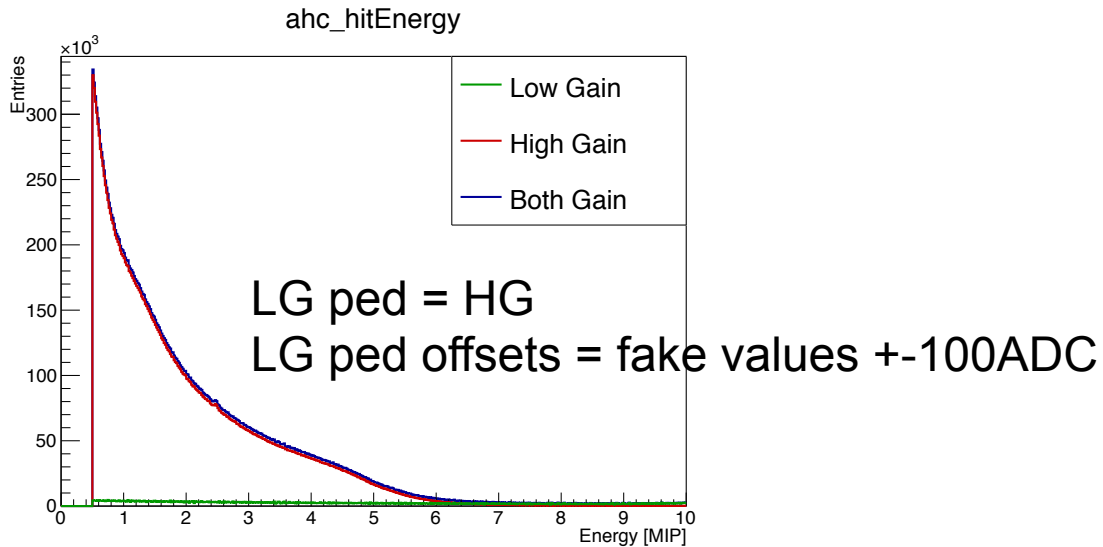 ahc_hitEnergy
×10³
Entries
300
250
200
150
100
50
0
Low Gain
High Gain
Both Gain
LG ped = HG
LG ped offsets = fake values +-100ADC
0 1 2 3 4 5 6 7 8 9 10
Energy [MIP]